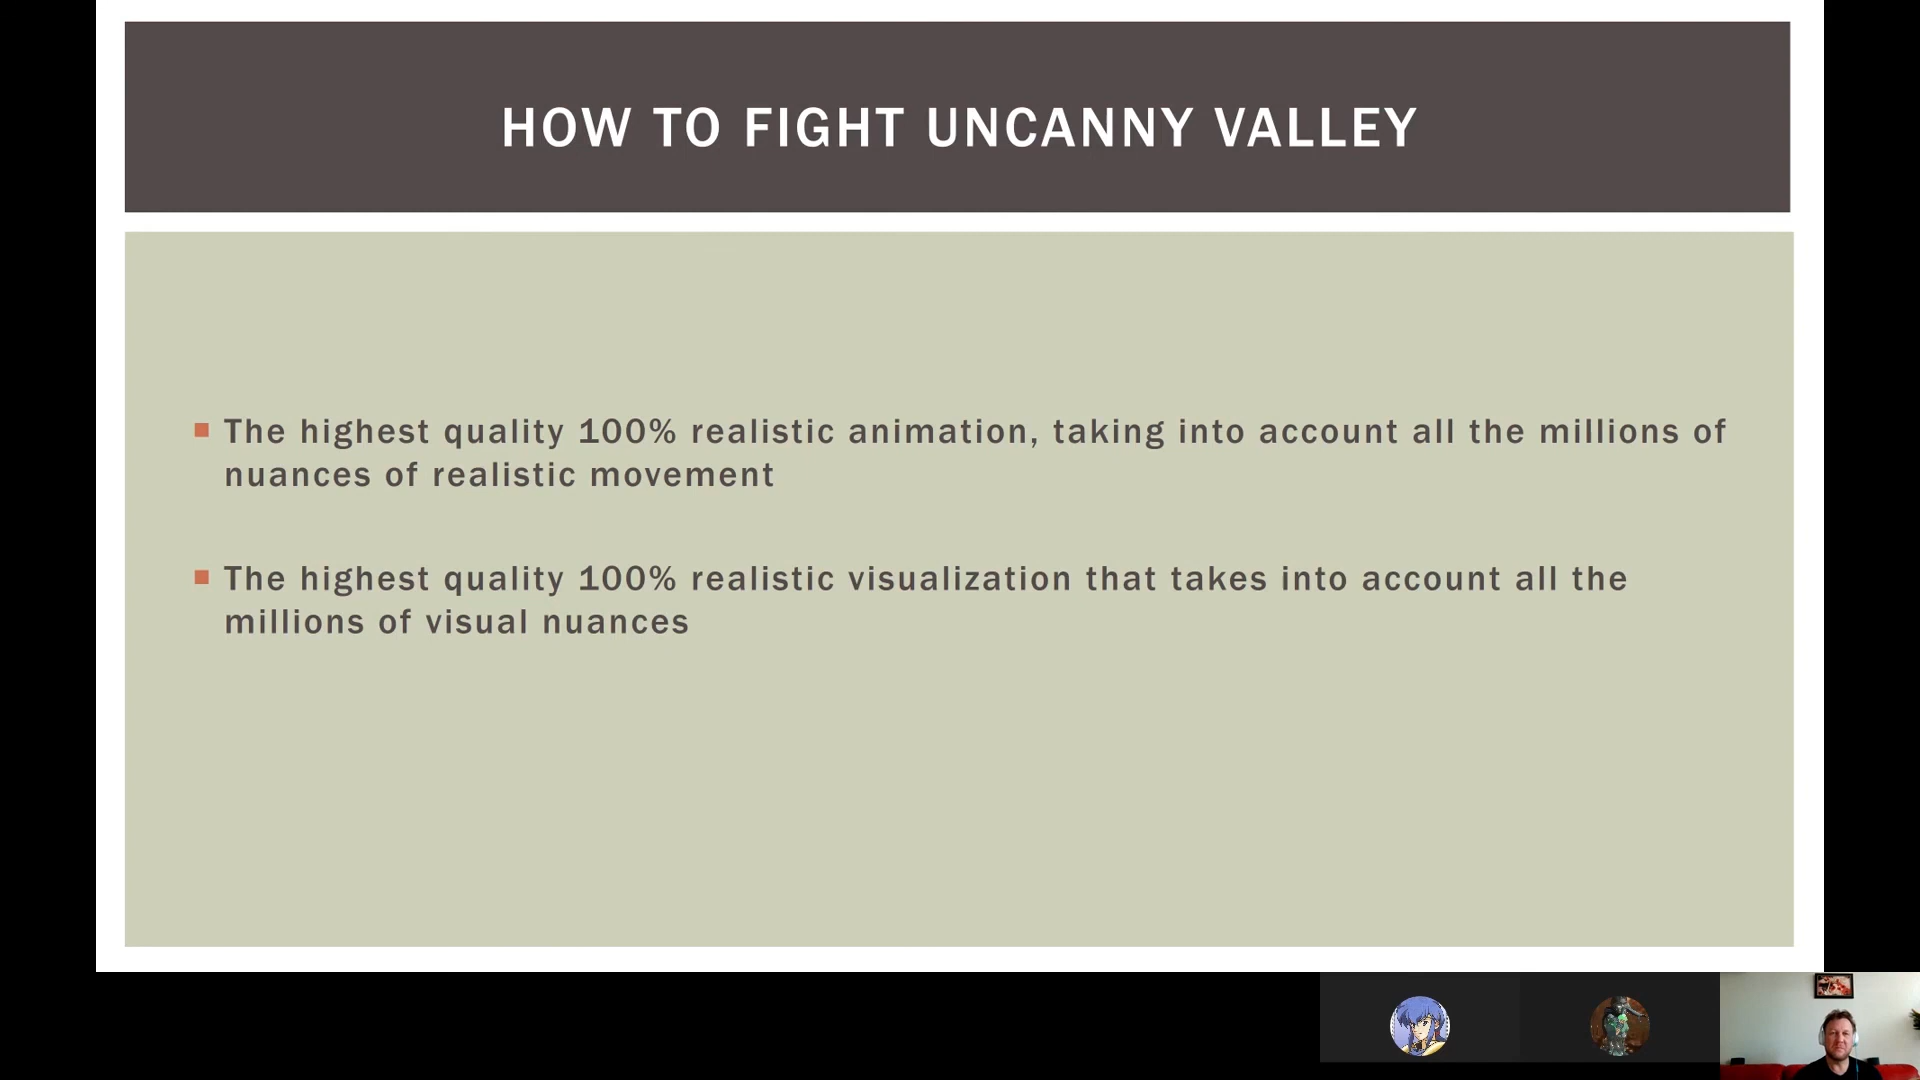 HOW TO FIGHT UNCANNY VALLEY
The highest quality 100% realistic animation, taking into account all the millions of
nuances of realistic movement
The highest quality 100% realistic visualization that takes into account all the
millions of visual nuances